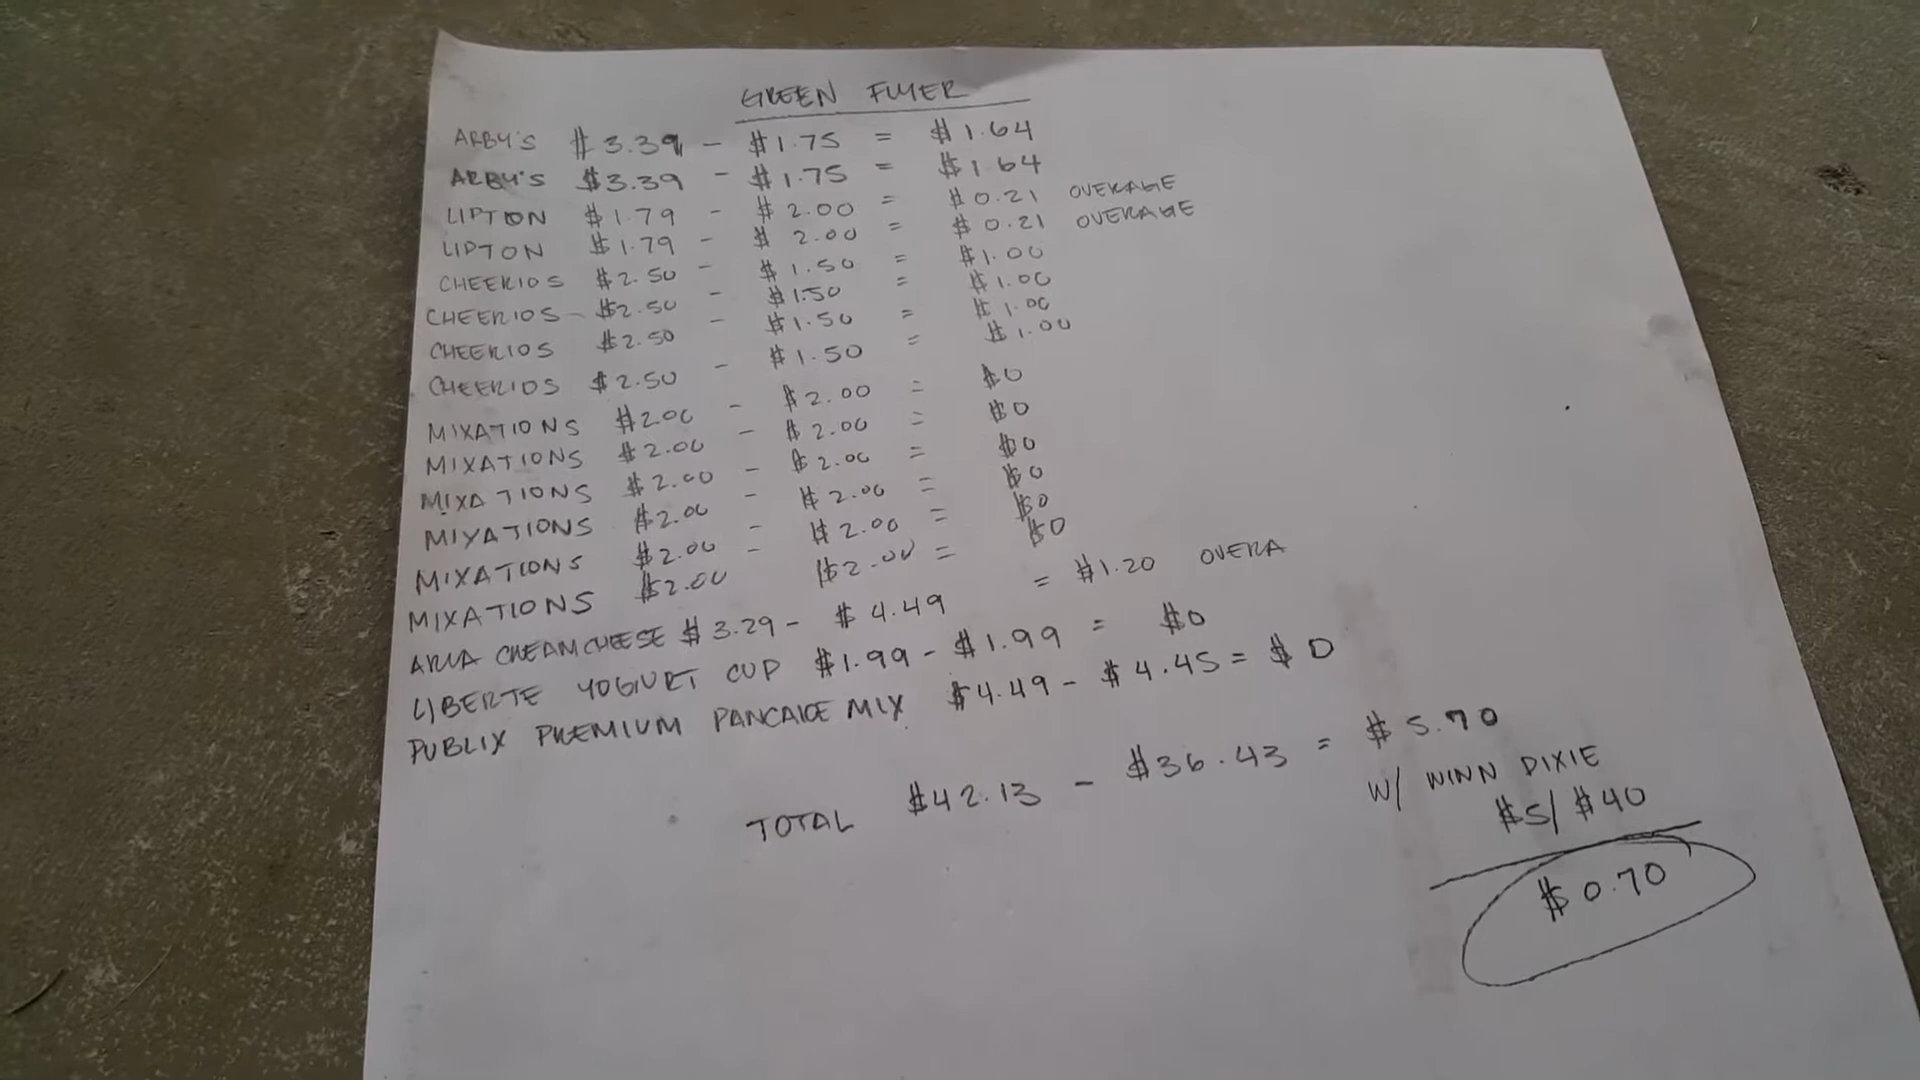 GREEN FLYER
ARBY'S $3.39 - $1.75 = $1.64
ARBY'S $3.39 - $1.75 = $1.64
LIPTON $1.79 - $2.00 = $0.21 OVERAGE
LIPTON $1.79 - $2.00 = $0.21 OVERAGE
CHEERIOS $2.50 - $1.50 = $1.00
CHEERIOS $2.50 - $1.50 = $1.00
CHEERIOS $2.50 - $1.50 = $1.00
CHEERIOS $2.50 - $1.50 = $1.00
MIXATIONS $2.00 - $2.00 = $0
MIXATIONS $2.00 - $2.00 = $0
MIXATIONS $2.00 - $2.00 = $0
MIXATIONS $2.00 - $2.00 = $0
MIXATIONS $2.00 - $2.00 = $0
MIXATIONS $2.00 $2.00 = $0
ARLA CREAMCHEESE $3.29 - $4.49 = $1.20 OVERA
LIBERTE YOGURT CUP $1.99 - $1.99 = $0
PUBLIX PREMIUM PANCAKE MIX $4.49 - $4.45 = $0
TOTAL $42.13 - $36.43 = $5.70
W/ WINN DIXIE
$5/$40
$0.70